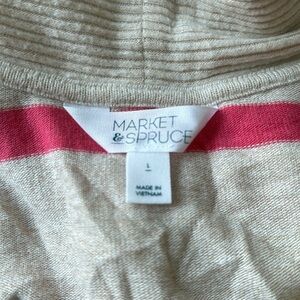 MARKET
&SPRUCE
L
MADE IN
VIETNAM